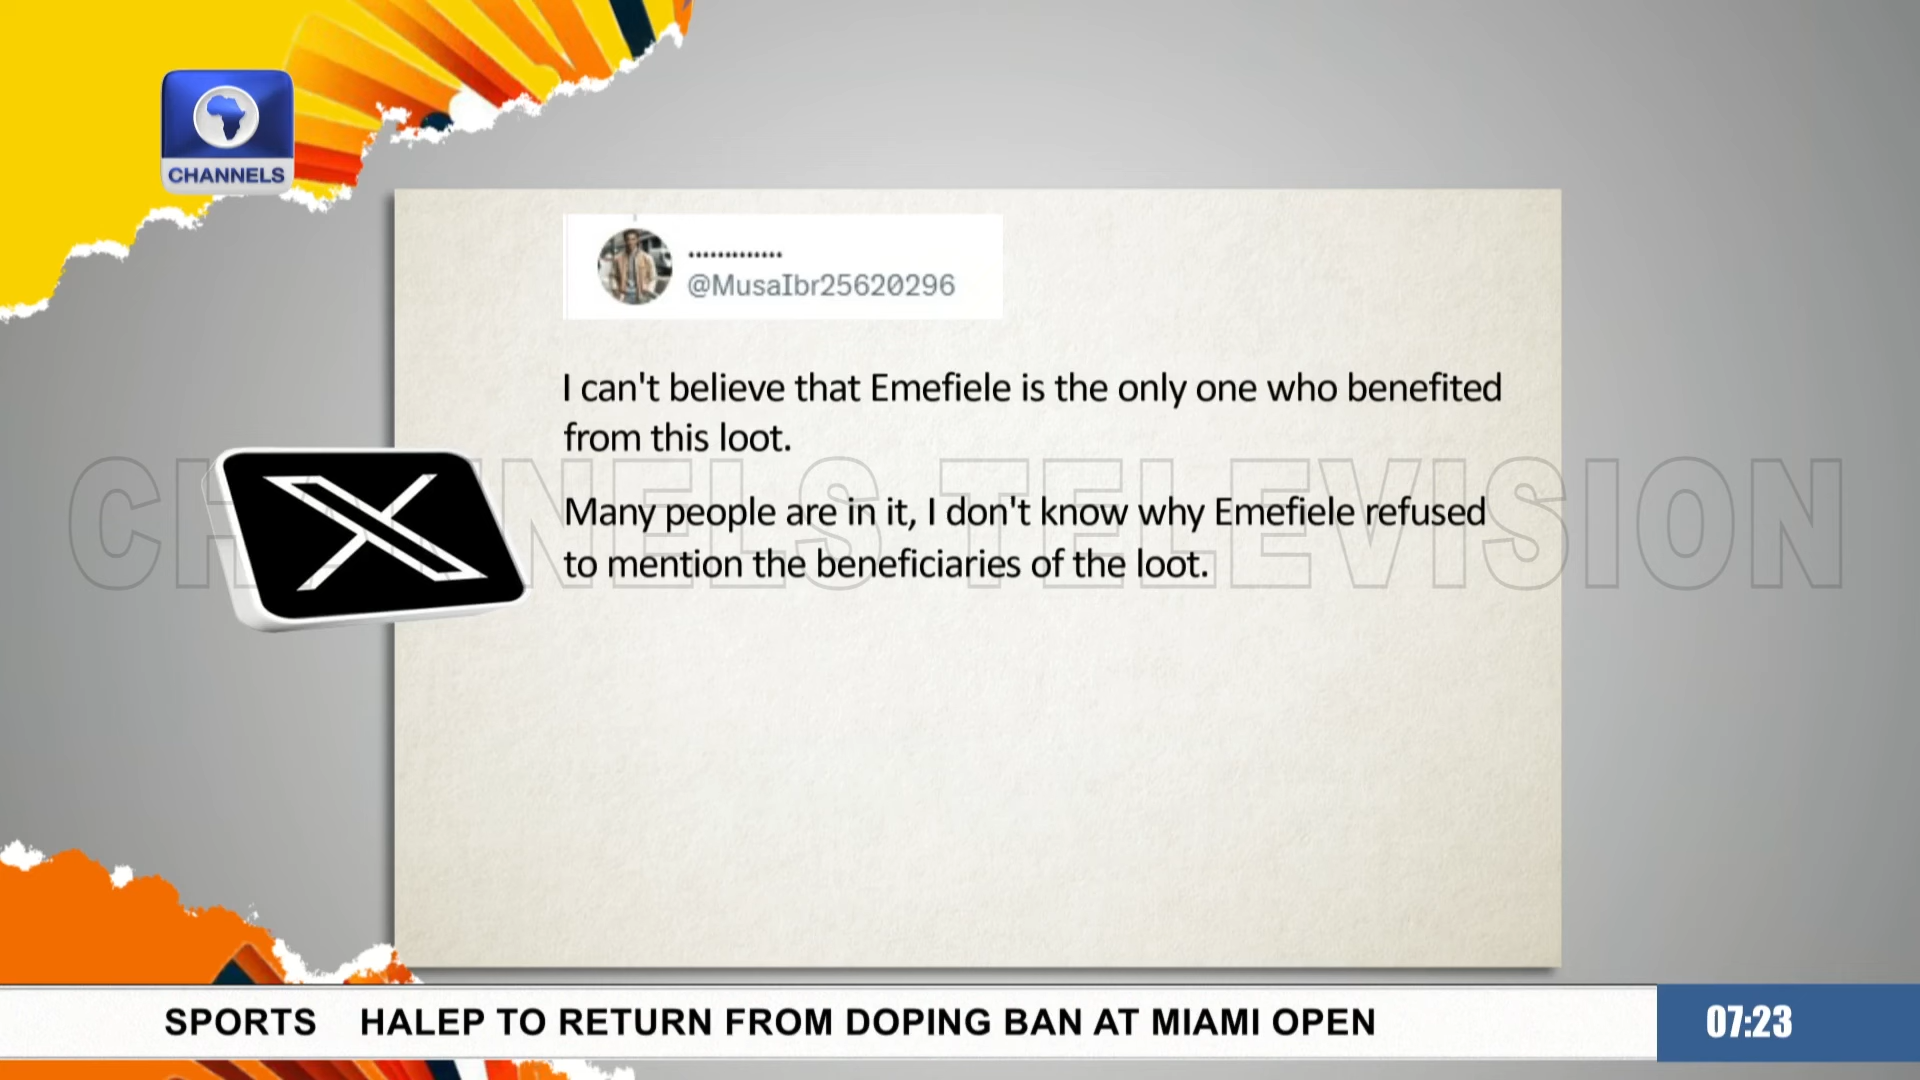 CHANNELS
.............
@MusaIbr25620296
I can't believe that Emefiele is the only one who benefited
from this loot.
Many people are in it, I don't know why Emefiele refused
to mention the beneficiaries of the loot.
CHANNELS TELEVISION
SPORTS HALEP TO RETURN FROM DOPING BAN AT MIAMI OPEN
07:23